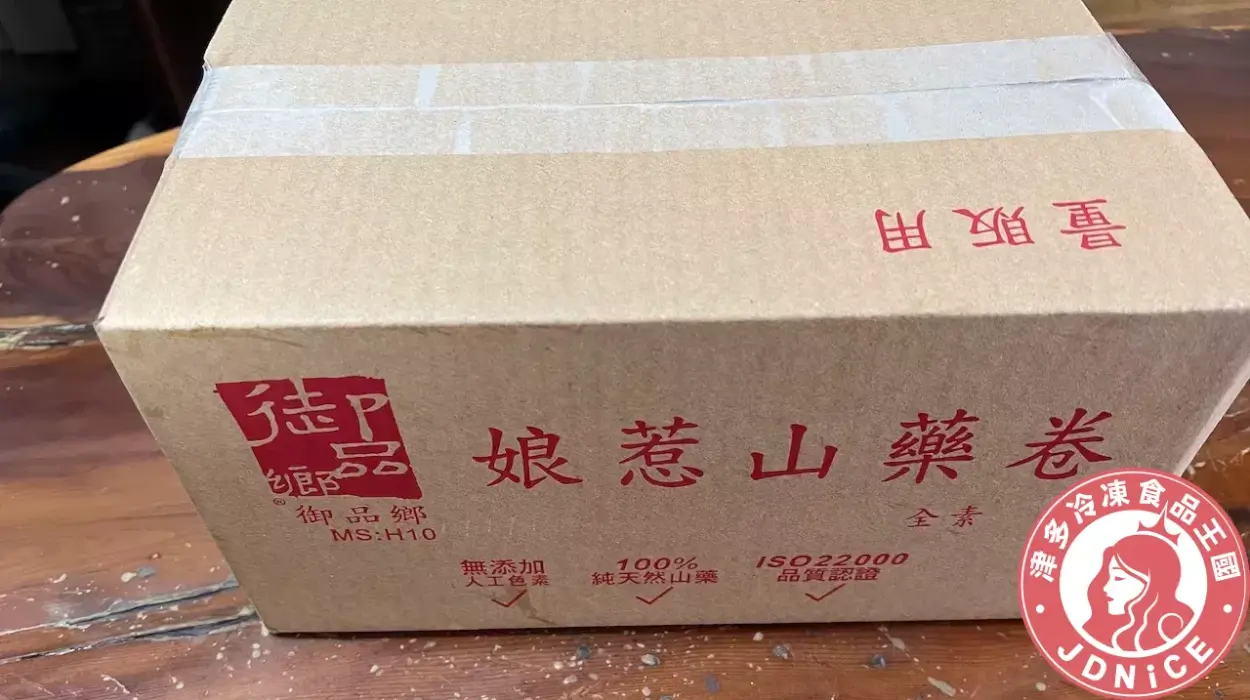 量販用
御品鄉
®
御品鄉
MS:H10
娘惹山藥卷
全素
無添加
人工色素
100%
純天然山藥
ISO22000
品質認證
津多冷凍食品王國
JDNiCE